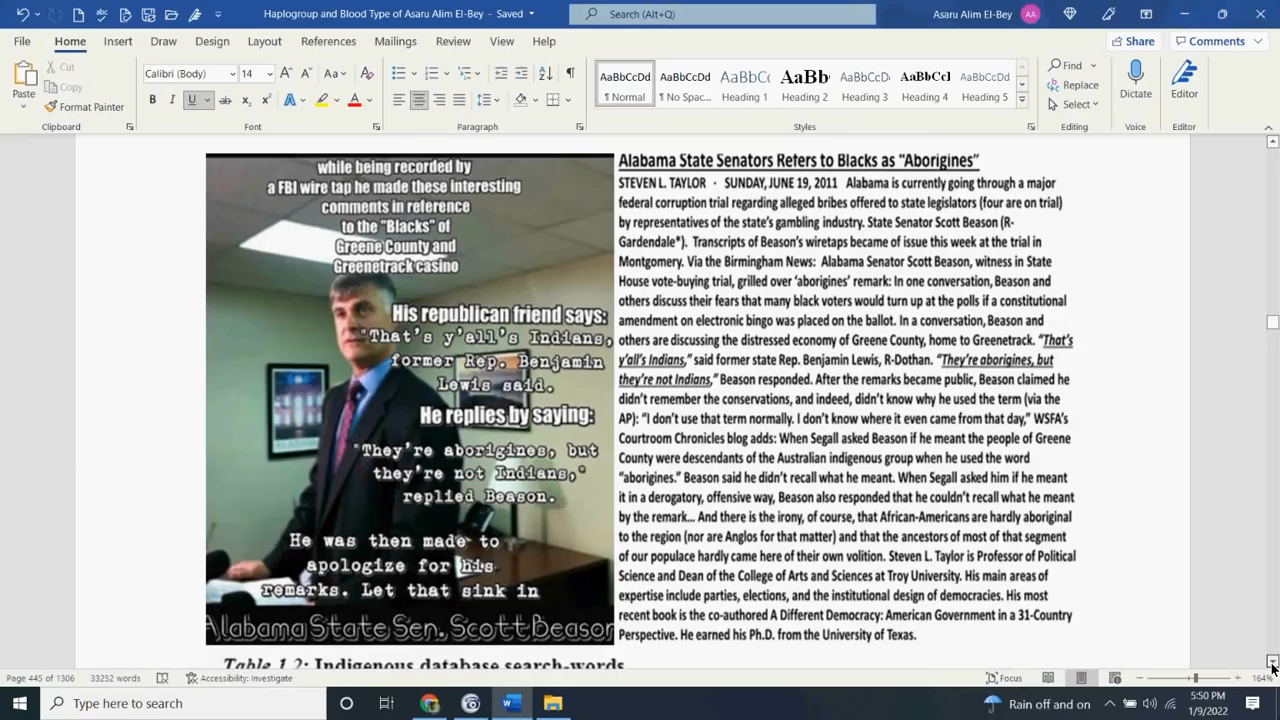 Haplogroup and Blood Type of Asaru Alim El-Bey - Saved
Search (Alt+Q)
Asaru Alim El-Bey
AA
File
Home
Insert
Draw
Design
Layout
References
Mailings
Review
View
Help
Share
Comments
Paste
Cut
Copy
Format Painter
Calibri (Body)
14
AaBbCcDd
¶ Normal
AaBbCcDd
¶ No Spac...
AaBbCc
Heading 1
AaBb
Heading 2
AaBbCcDd
Heading 3
AaBbCcI
Heading 4
AaBbCcDd
Heading 5
Find
Replace
Select
Dictate
Editor
Clipboard
Font
Paragraph
Styles
Editing
Voice
Editor
while being recorded by
a FBI wire tap he made these interesting
comments in reference
to the "Blacks" of
Greene County and
Greenetrack casino
His republican friend says:
"That's y'all's Indians,
former Rep. Benjamin
Lewis said.
He replies by saying:
"They're aborigines, but
they're not Indians,"
replied Beason.
He was then made to
apologize for his
remarks. Let that sink in
Alabama State Sen. Scott Beason
Alabama State Senators Refers to Blacks as "Aborigines"
STEVEN L. TAYLOR · SUNDAY, JUNE 19, 2011 Alabama is currently going through a major
federal corruption trial regarding alleged bribes offered to state legislators (four are on trial)
by representatives of the state's gambling industry. State Senator Scott Beason (R-
Gardendale*). Transcripts of Beason's wiretaps became of issue this week at the trial in
Montgomery. Via the Birmingham News: Alabama Senator Scott Beason, witness in State
House vote-buying trial, grilled over 'aborigines' remark: In one conversation, Beason and
others discuss their fears that many black voters would turn up at the polls if a constitutional
amendment on electronic bingo was placed on the ballot. In a conversation, Beason and
others are discussing the distressed economy of Greene County, home to Greenetrack. "That's
y'all's Indians," said former state Rep. Benjamin Lewis, R-Dothan. "They're aborigines, but
they're not Indians," Beason responded. After the remarks became public, Beason claimed he
didn't remember the conservations, and indeed, didn't know why he used the term (via the
AP): "I don't use that term normally. I don't know where it even came from that day," WSFA's
Courtroom Chronicles blog adds: When Segall asked Beason if he meant the people of Greene
County were descendants of the Australian indigenous group when he used the word
"aborigines." Beason said he didn't recall what he meant. When Segall asked him if he meant
it in a derogatory, offensive way, Beason also responded that he couldn't recall what he meant
by the remark... And there is the irony, of course, that African-Americans are hardly aboriginal
to the region (nor are Anglos for that matter) and that the ancestors of most of that segment
of our populace hardly came here of their own volition. Steven L. Taylor is Professor of Political
Science and Dean of the College of Arts and Sciences at Troy University. His main areas of
expertise include parties, elections, and the institutional design of democracies. His most
recent book is the co-authored A Different Democracy: American Government in a 31-Country
Perspective. He earned his Ph.D. from the University of Texas.
Table 1.2: Indigenous database search-words
Page 445 of 1306
33252 words
Accessibility: Investigate
Focus
164%
Type here to search
Rain off and on
5:50 PM
1/9/2022